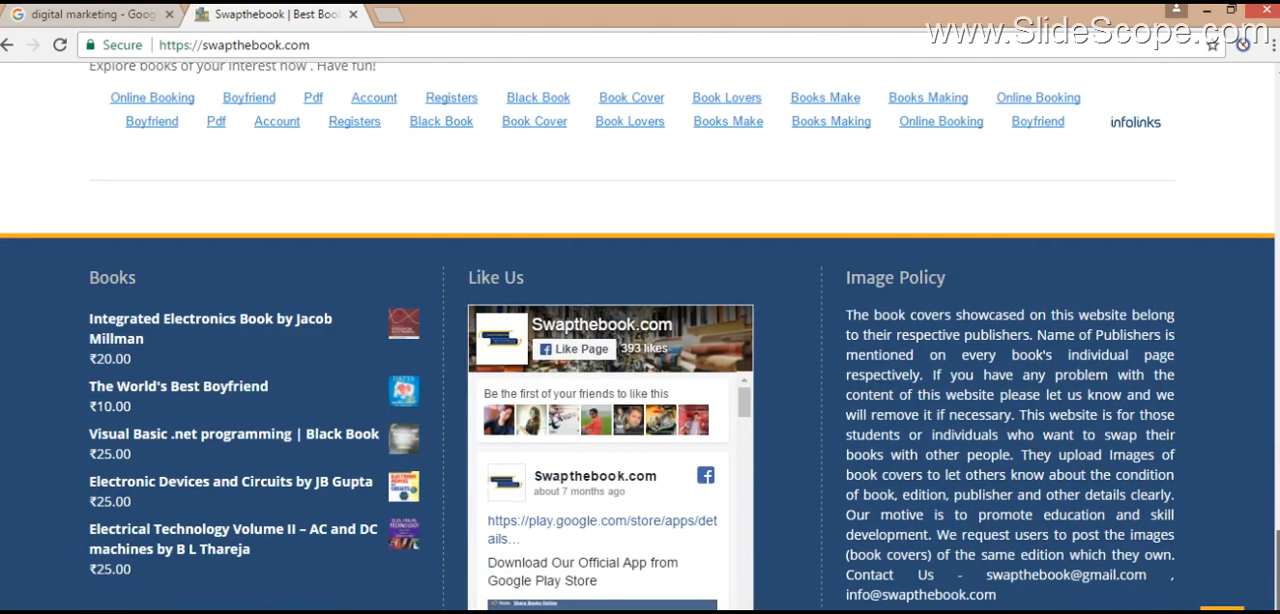 digital marketing - Goog
Swapthebook | Best Boo
www.SlideScope.com
Secure
https://swapthebook.com
Explore books of your interest now . Have fun!
Online Booking Boyfriend Pdf Account Registers Black Book Book Cover Book Lovers Books Make Books Making Online Booking
Boyfriend Pdf Account Registers Black Book Book Cover Book Lovers Books Make Books Making Online Booking Boyfriend
infolinks
Books
Integrated Electronics Book by Jacob
Millman
₹20.00
The World's Best Boyfriend
₹10.00
Visual Basic .net programming | Black Book
₹25.00
Electronic Devices and Circuits by JB Gupta
₹25.00
Electrical Technology Volume II – AC and DC
machines by B L Thareja
₹25.00
Like Us
Swapthebook.com
Like Page
393 likes
Be the first of your friends to like this
Swapthebook.com
about 7 months ago
https://play.google.com/store/apps/det
ails…
Download Our Official App from
Google Play Store
Image Policy
The book covers showcased on this website belong
to their respective publishers. Name of Publishers is
mentioned on every book's individual page
respectively. If you have any problem with the
content of this website please let us know and we
will remove it if necessary. This website is for those
students or individuals who want to swap their
books with other people. They upload Images of
book covers to let others know about the condition
of book, edition, publisher and other details clearly.
Our motive is to promote education and skill
development. We request users to post the images
(book covers) of the same edition which they own.
Contact Us - swapthebook@gmail.com ,
info@swapthebook.com